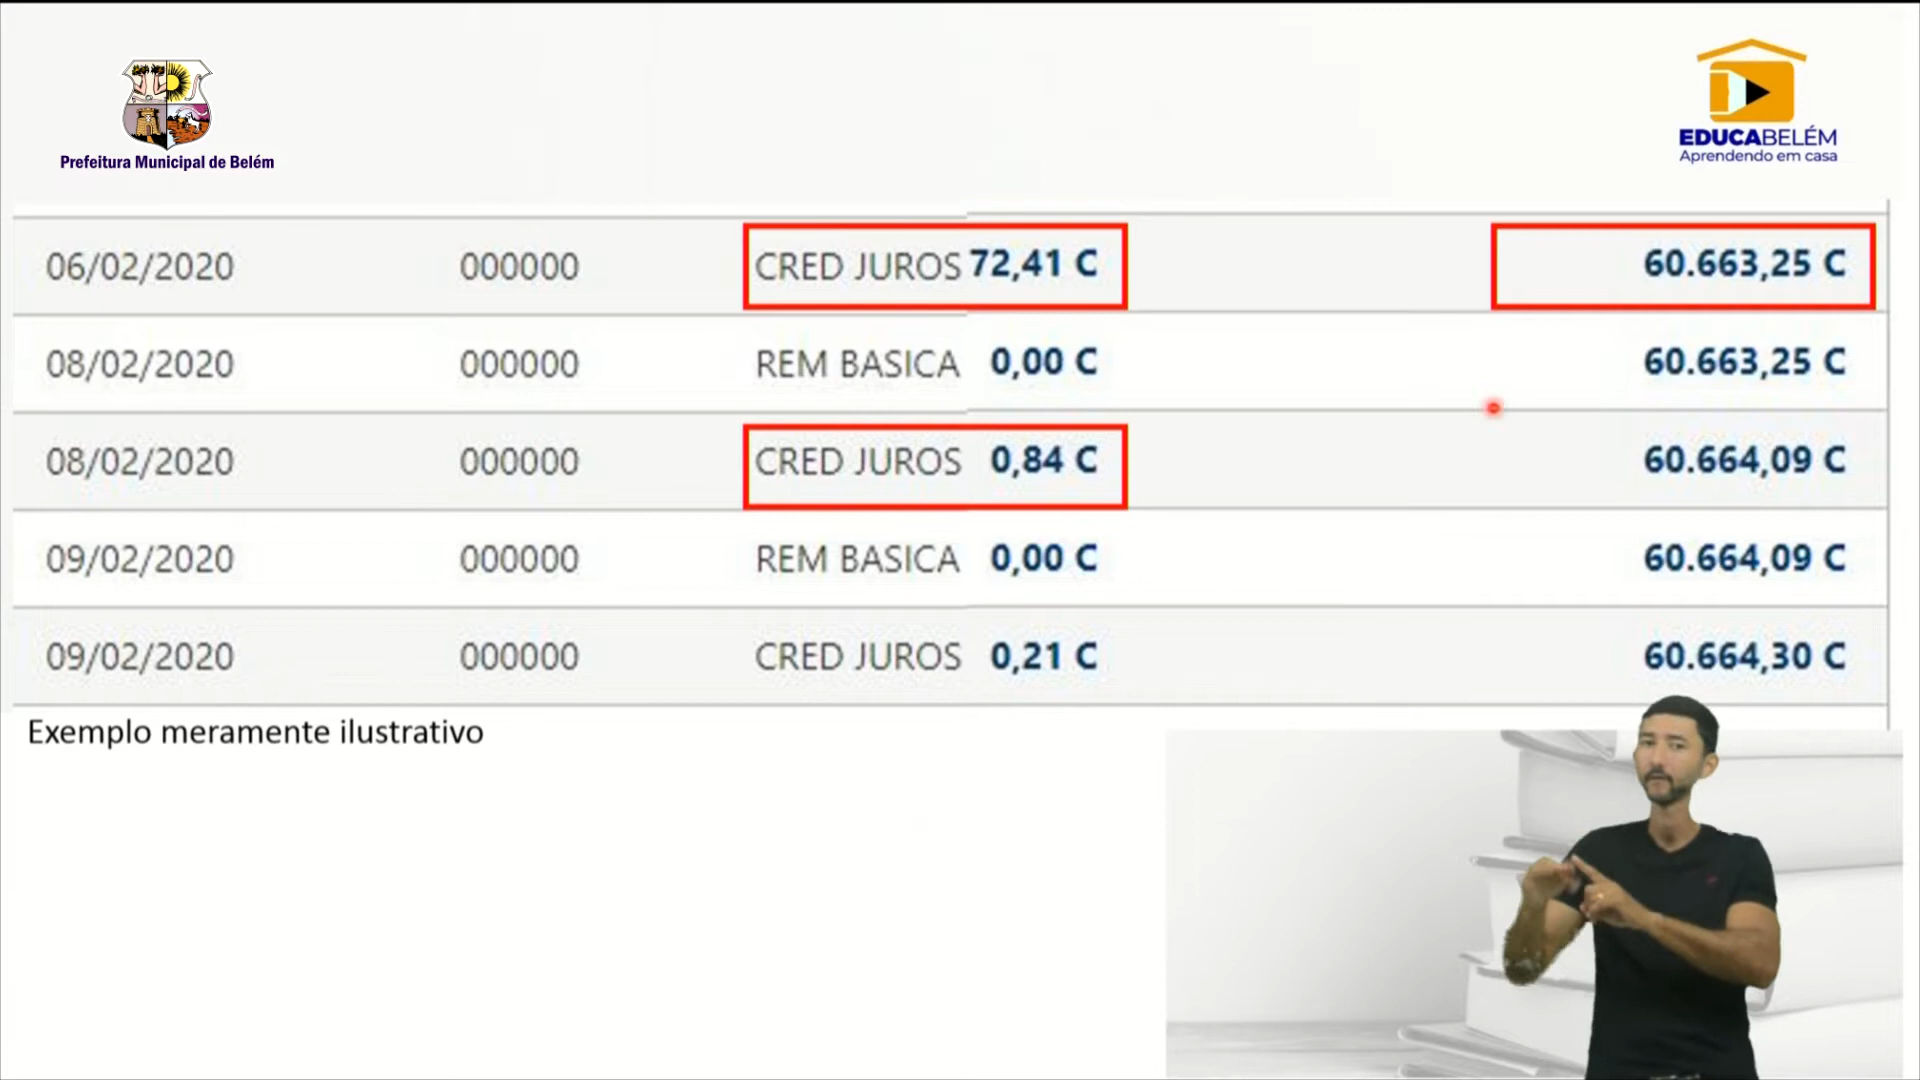 Prefeitura Municipal de Belém
EDUCABELÉM
Aprendendo em casa
06/02/2020 000000 CRED JUROS 72,41 C 60.663,25 C
08/02/2020 000000 REM BASICA 0,00 C 60.663,25 C
08/02/2020 000000 CRED JUROS 0,84 C 60.664,09 C
09/02/2020 000000 REM BASICA 0,00 C 60.664,09 C
09/02/2020 000000 CRED JUROS 0,21 C 60.664,30 C
Exemplo meramente ilustrativo